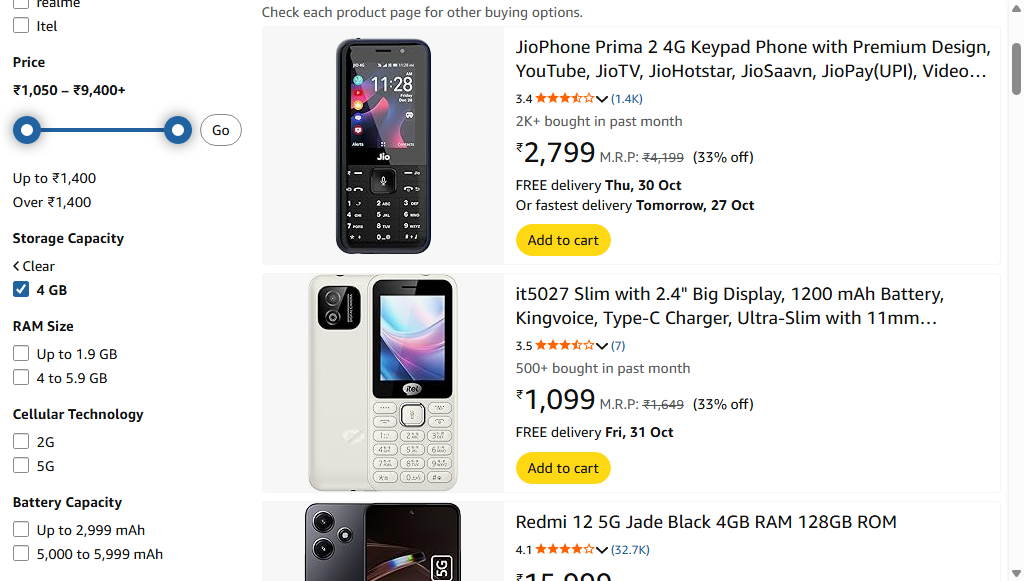 realme
Itel
Price
₹1,050 – ₹9,400+
Go
Up to ₹1,400
Over ₹1,400
Storage Capacity
Clear
4 GB
RAM Size
Up to 1.9 GB
4 to 5.9 GB
Cellular Technology
2G
5G
Battery Capacity
Up to 2,999 mAh
5,000 to 5,999 mAh
Check each product page for other buying options.
11:28
Jio
JioPhone Prima 2 4G Keypad Phone with Premium Design,
YouTube, JioTV, JioHotstar, JioSaavn, JioPay(UPI), Video…
3.4 (1.4K)
2K+ bought in past month
₹2,799 M.R.P: ₹4,199 (33% off)
FREE delivery Thu, 30 Oct
Or fastest delivery Tomorrow, 27 Oct
Add to cart
itel
it5027 Slim with 2.4" Big Display, 1200 mAh Battery,
Kingvoice, Type-C Charger, Ultra-Slim with 11mm…
3.5 (7)
500+ bought in past month
₹1,099 M.R.P: ₹1,649 (33% off)
FREE delivery Fri, 31 Oct
Add to cart
5G
Redmi 12 5G Jade Black 4GB RAM 128GB ROM
4.1 (32.7K)